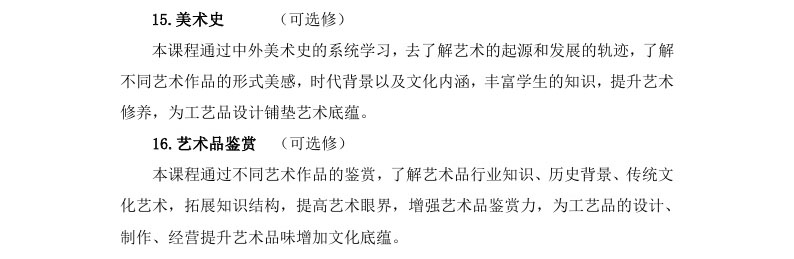 15.美术史 （可选修）
本课程通过中外美术史的系统学习，去了解艺术的起源和发展的轨迹，了解
不同艺术作品的形式美感，时代背景以及文化内涵，丰富学生的知识，提升艺术
修养，为工艺品设计铺垫艺术底蕴。
16.艺术品鉴赏 （可选修）
本课程通过不同艺术作品的鉴赏，了解艺术品行业知识、历史背景、传统文
化艺术，拓展知识结构，提高艺术眼界，增强艺术品鉴赏力，为工艺品的设计、
制作、经营提升艺术品味增加文化底蕴。